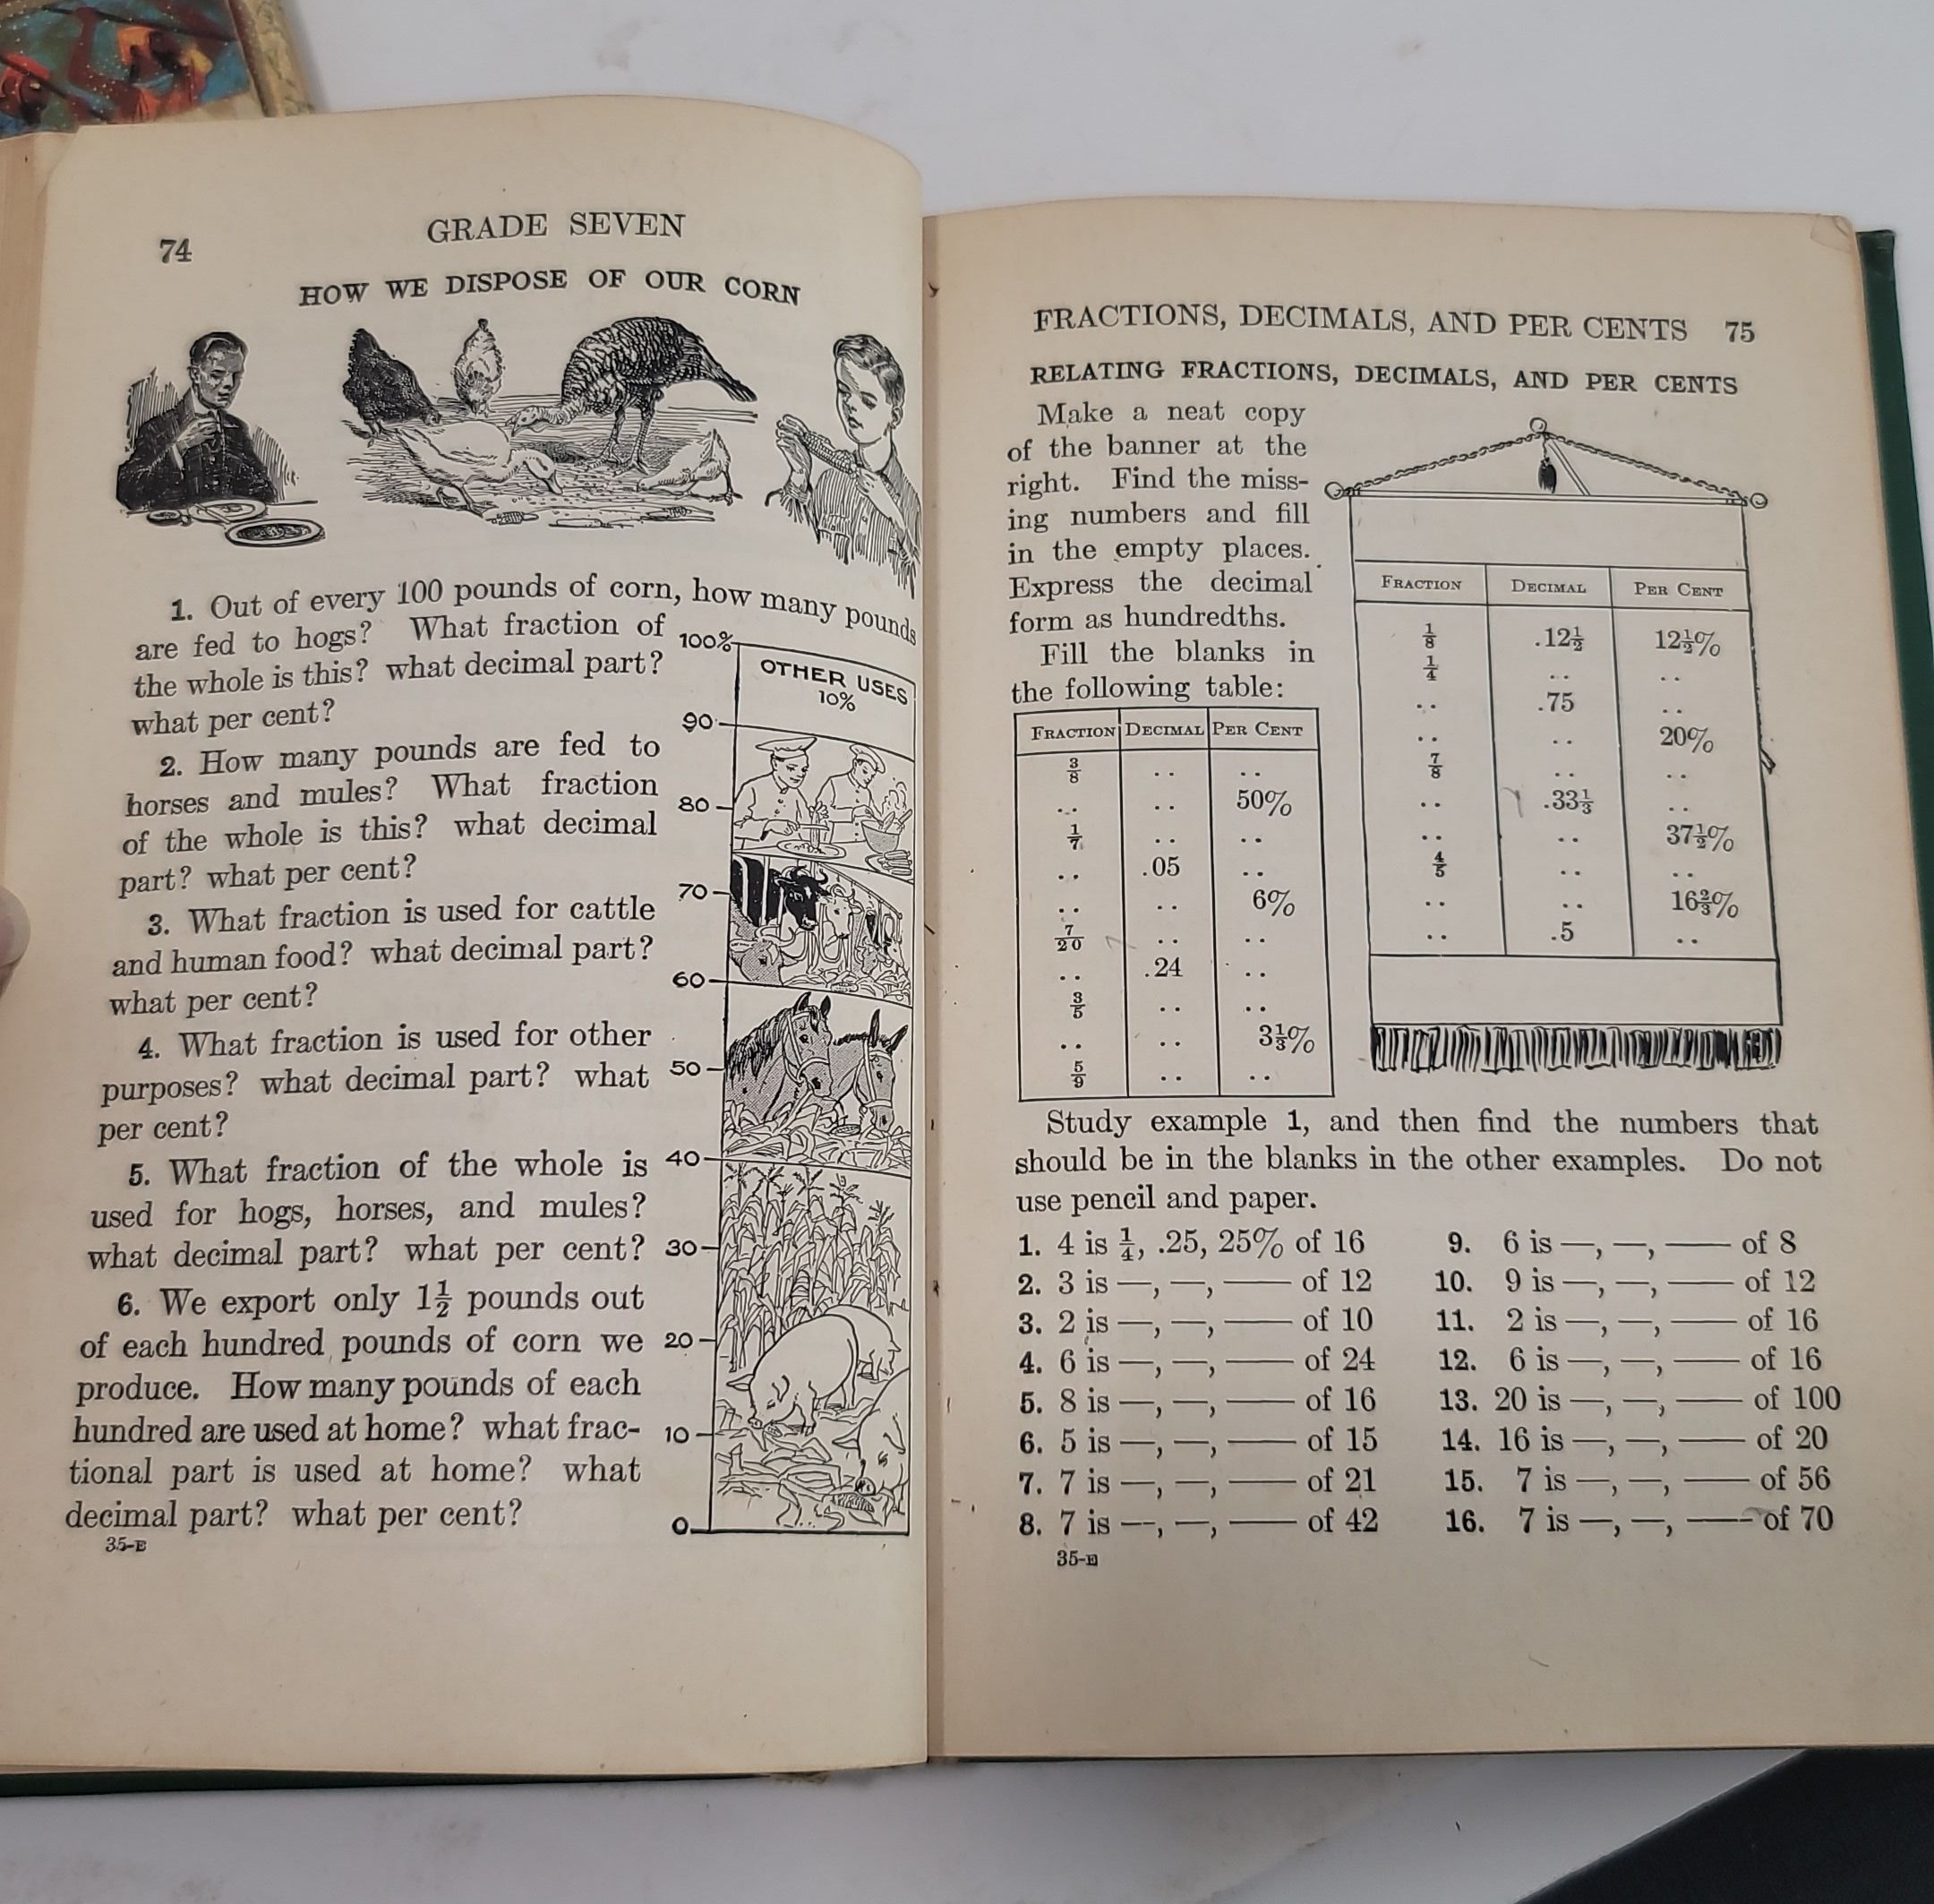 74
GRADE SEVEN
HOW WE DISPOSE OF OUR CORN
1. Out of every 100 pounds of corn, how many pounds
are fed to hogs? What fraction of
the whole is this? what decimal part?
what per cent?
2. How many pounds are fed to
horses and mules? What fraction
of the whole is this? what decimal
part? what per cent?
3. What fraction is used for cattle
and human food? what decimal part?
what per cent?
4. What fraction is used for other
purposes? what decimal part? what
per cent?
5. What fraction of the whole is
used for hogs, horses, and mules?
what decimal part? what per cent?
6. We export only 1½ pounds out
of each hundred pounds of corn we
produce. How many pounds of each
hundred are used at home? what frac-
tional part is used at home? what
decimal part? what per cent?
35-E
100%
OTHER USES
10%
90
80
70
60
50
40
30
20
10
0
FRACTIONS, DECIMALS, AND PER CENTS 75
RELATING FRACTIONS, DECIMALS, AND PER CENTS
Make a neat copy
of the banner at the
right. Find the miss-
ing numbers and fill
in the empty places.
Express the decimal
form as hundredths.
Fill the blanks in
the following table:
FRACTION DECIMAL PER CENT
3/8 .. ..
.. .. 50%
1/7 .. ..
.. .05 ..
.. .. 6%
7/20 .. ..
.. .24 ..
3/5 .. ..
.. .. 3⅓%
5/9 .. ..
FRACTION DECIMAL PER CENT
1/8 .12½ 12½%
1/4 .. ..
.. .75 ..
.. .. 20%
7/8 .. ..
.. .33⅓ ..
.. .. 37½%
4/5 .. ..
.. .. 16⅔%
.. .5 ..
Study example 1, and then find the numbers that
should be in the blanks in the other examples. Do not
use pencil and paper.
1. 4 is ¼, .25, 25% of 16
2. 3 is —, —, —— of 12
3. 2 is —, —, —— of 10
4. 6 is —, —, —— of 24
5. 8 is —, —, —— of 16
6. 5 is —, —, —— of 15
7. 7 is —, —, —— of 21
8. 7 is —, —, —— of 42
9. 6 is —, —, —— of 8
10. 9 is —, —, —— of 12
11. 2 is —, —, —— of 16
12. 6 is —, —, —— of 16
13. 20 is —, —, —— of 100
14. 16 is —, —, —— of 20
15. 7 is —, —, —— of 56
16. 7 is —, —, —— of 70
35-E